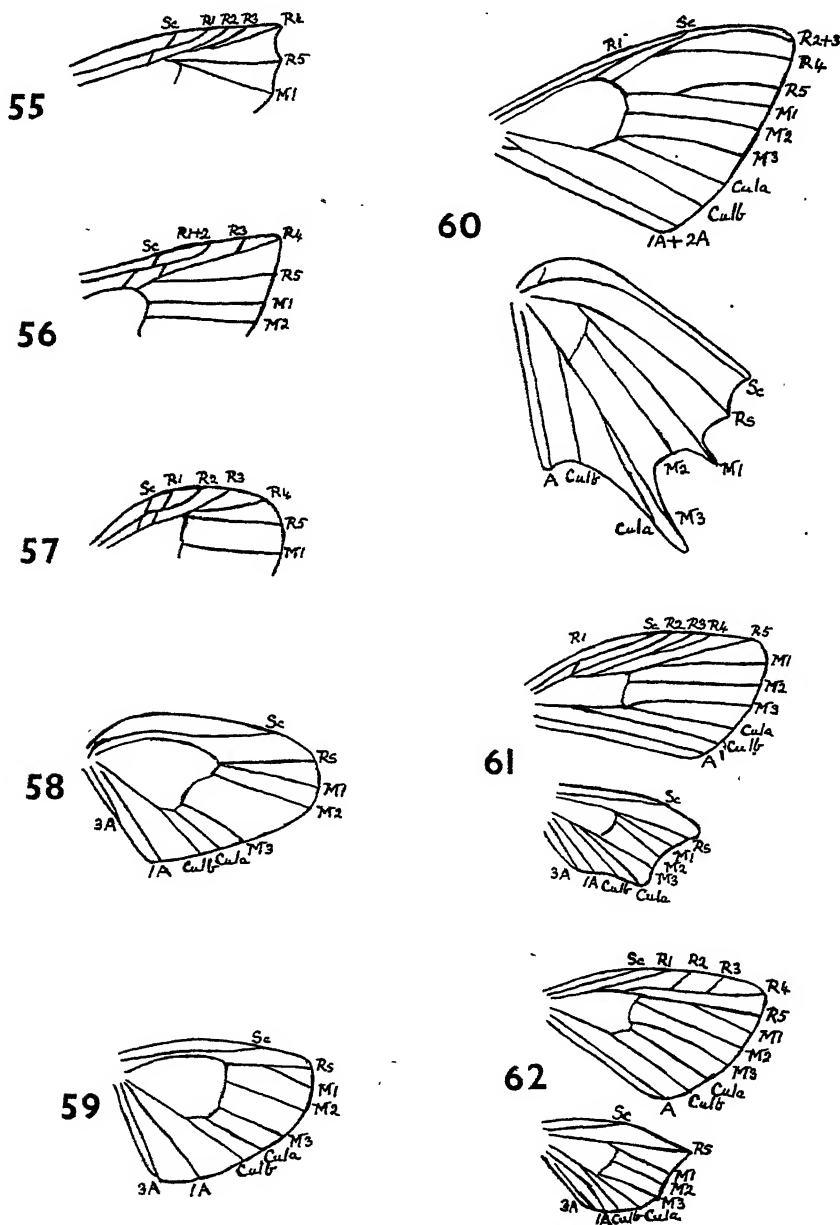 55
Sc R1 R2 R3 R4
R5
M1
56
Sc R1+2 R3 R4
R5
M1
M2
57
Sc R1 R2 R3 R4
R5
M1
58
Sc
Rs
M1
M2
M3
Cu1a
Cu1b
1A
3A
59
Sc
Rs
M1
M2
M3
Cu1a
Cu1b
1A
3A
60
R1 Sc
R2+3
R4
R5
M1
M2
M3
Cu1a
Cu1b
1A+2A
Sc
Rs
M1
M2
M3
Cu1a
Cu1b
A
61
R1 Sc R2 R3 R4 R5
M1
M2
M3
Cu1a
Cu1b
A
Sc
Rs
M1
M2
M3
Cu1a
Cu1b
1A
3A
62
Sc R1 R2 R3 R4
R5
M1
M2
M3
Cu1a
Cu1b
A
Sc
Rs
M1
M2
M3
Cu1a
Cu1b
1A
3A